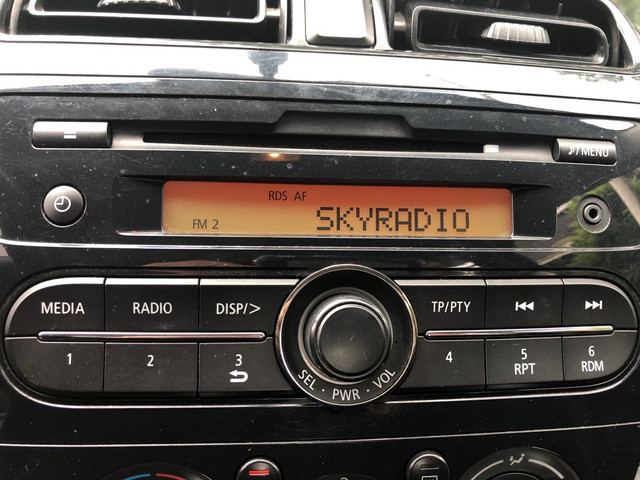 ♪/MENU
RDS AF
FM 2
SKYRADIO
MEDIA
RADIO
DISP/>
TP/PTY
1
2
3
4
5
RPT
6
RDM
SEL · PWR · VOL